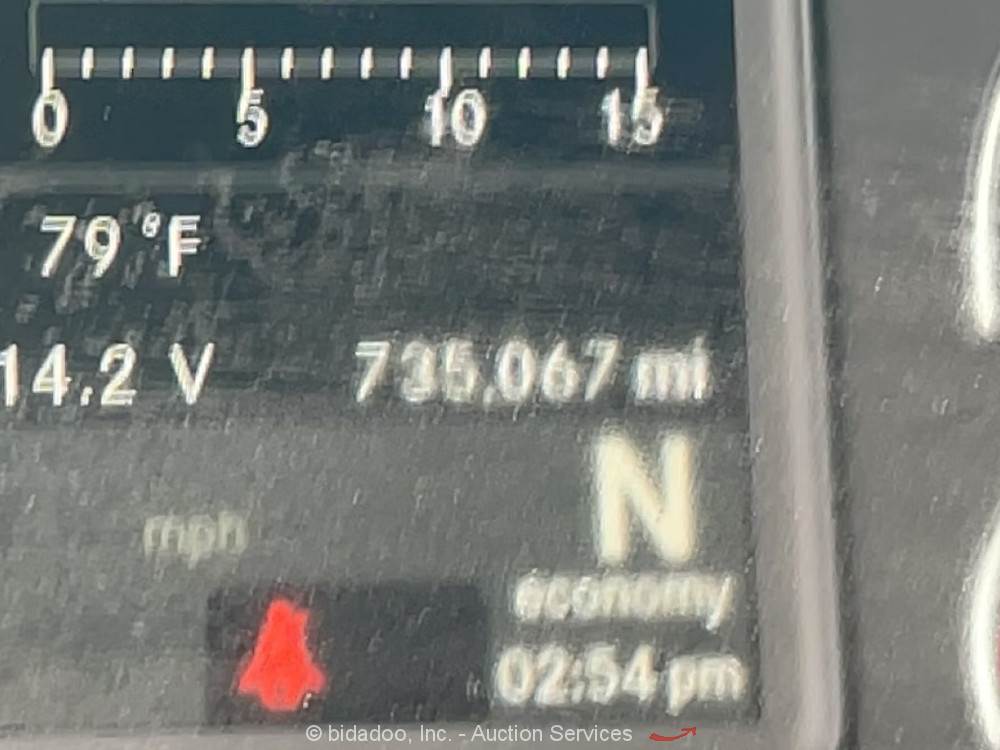 0 5 10 15
79 °F
14.2 V 735,067 mi
N
mph
economy
02:54 pm
© bidadoo, Inc. - Auction Services